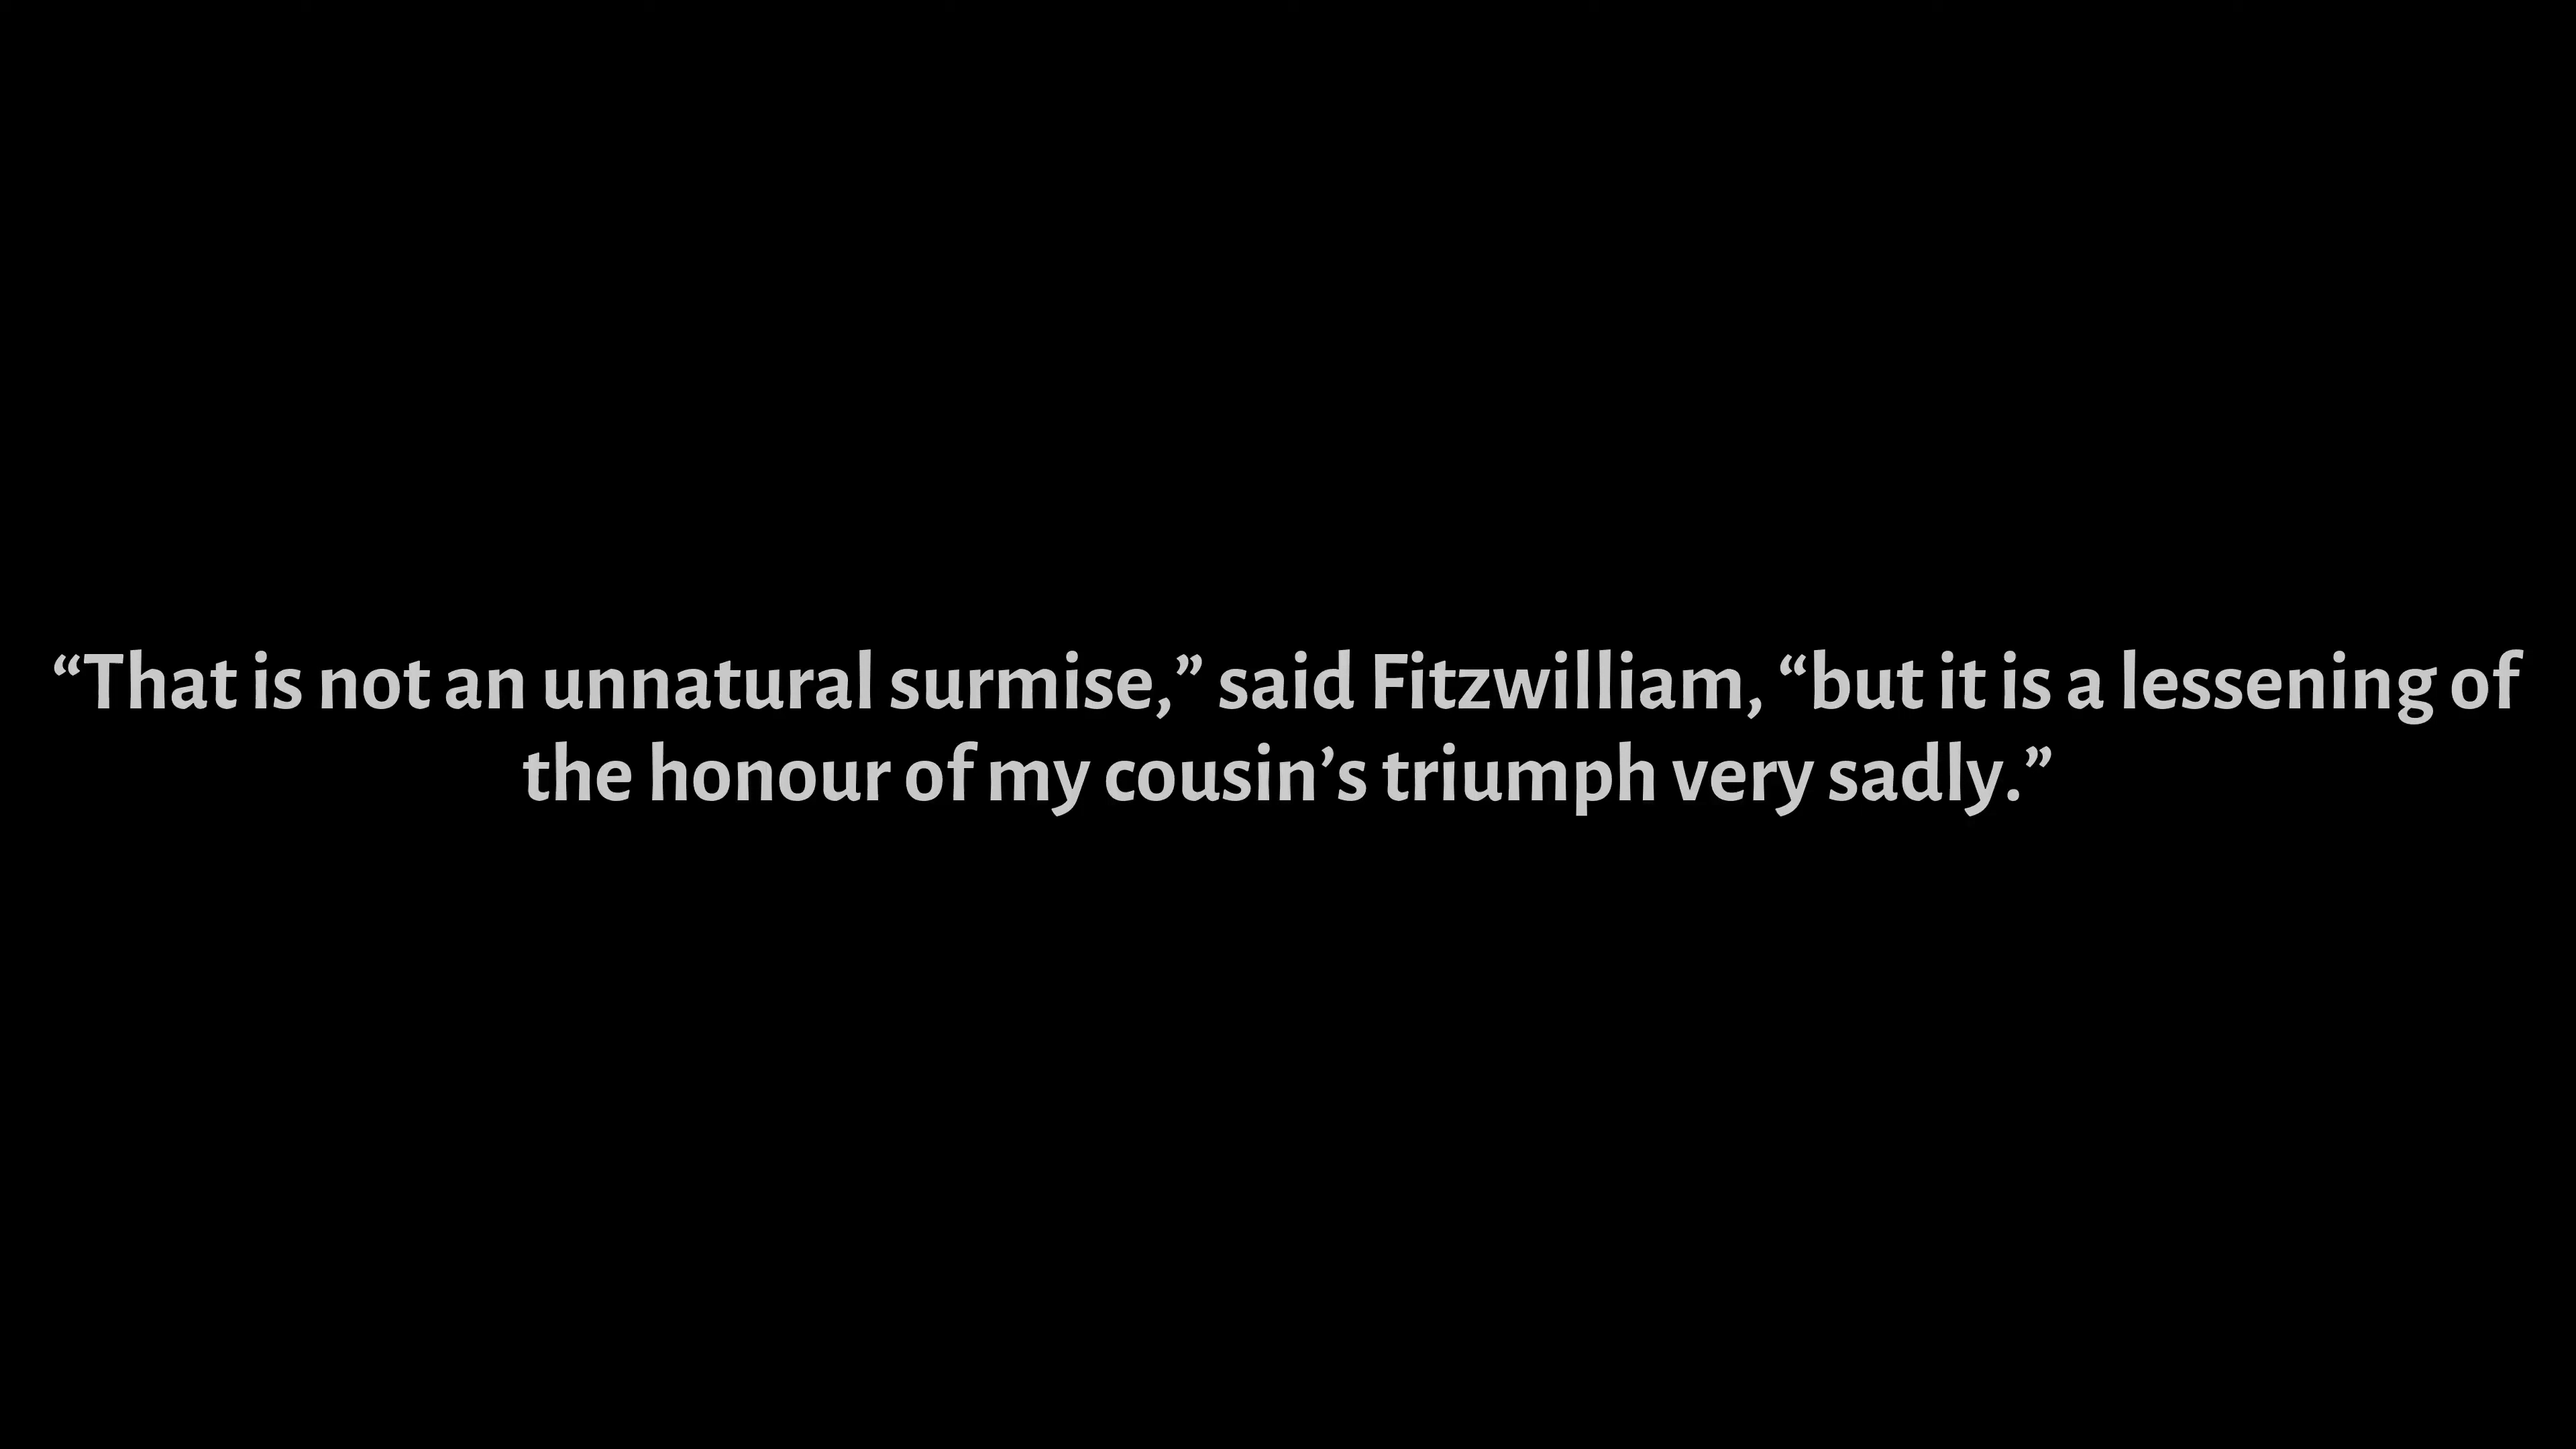 “That is not an unnatural surmise,” said Fitzwilliam, “but it is a lessening of
the honour of my cousin’s triumph very sadly.”